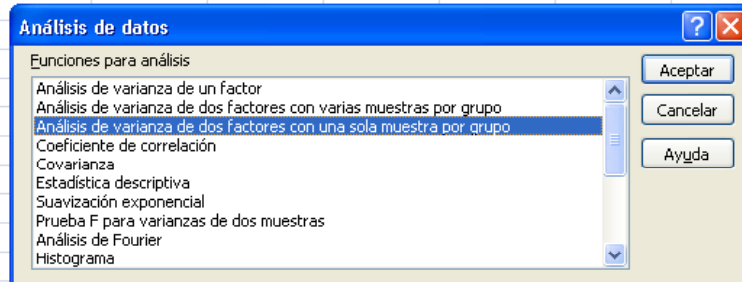 Análisis de datos
Funciones para análisis
Análisis de varianza de un factor
Análisis de varianza de dos factores con varias muestras por grupo
Análisis de varianza de dos factores con una sola muestra por grupo
Coeficiente de correlación
Covarianza
Estadística descriptiva
Suavización exponencial
Prueba F para varianzas de dos muestras
Análisis de Fourier
Histograma
Aceptar
Cancelar
Ayuda